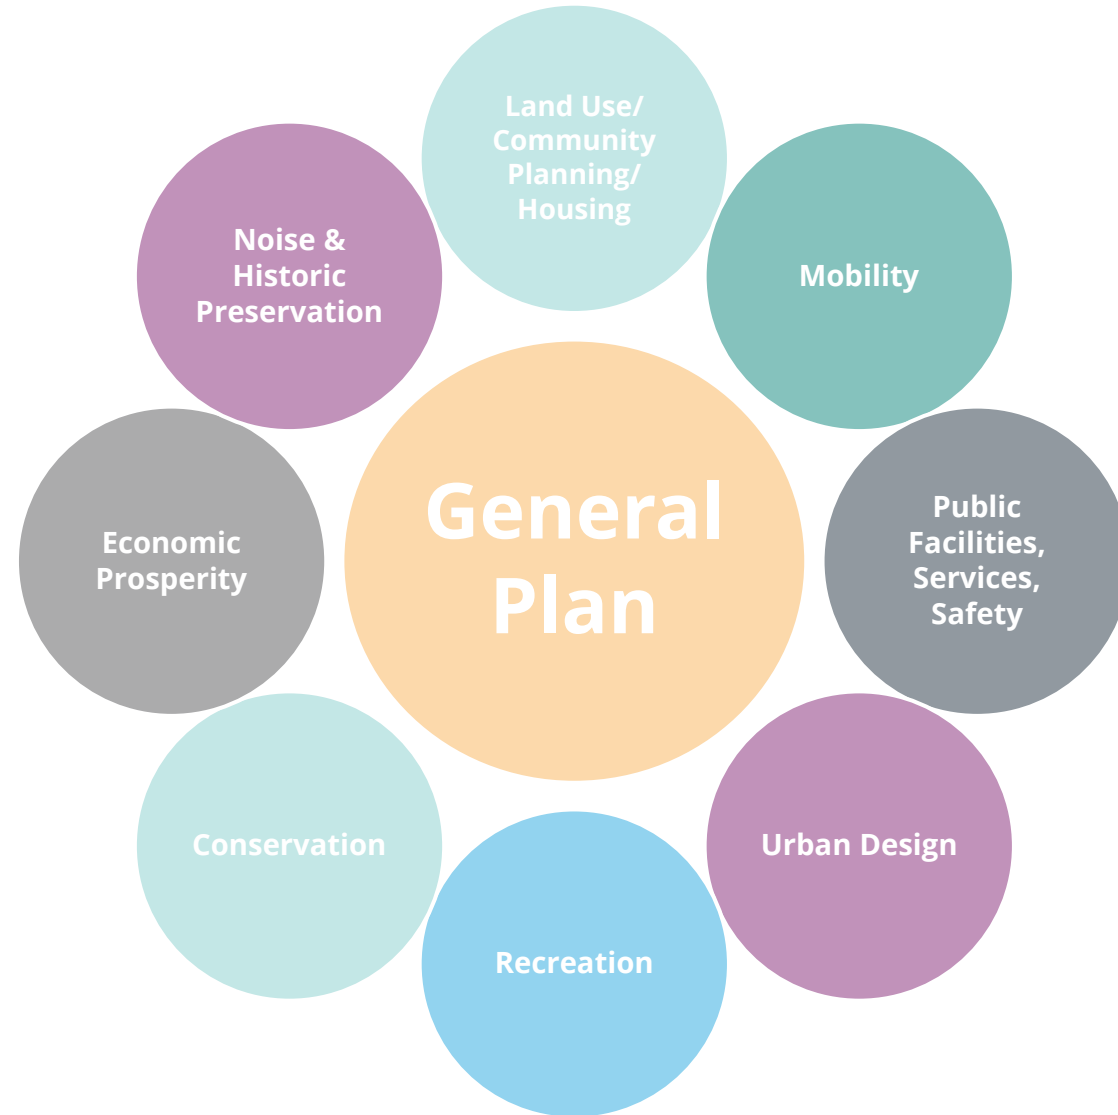 Land Use/
Community
Planning/
Housing
Mobility
Public
Facilities,
Services,
Safety
Urban Design
Recreation
Conservation
Economic
Prosperity
Noise &
Historic
Preservation
General
Plan